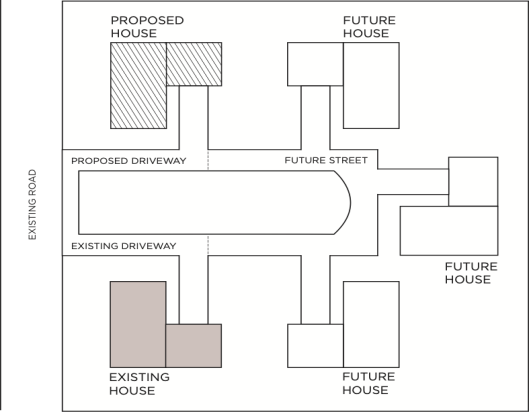 PROPOSED
HOUSE
FUTURE
HOUSE
PROPOSED DRIVEWAY
FUTURE STREET
EXISTING ROAD
EXISTING DRIVEWAY
FUTURE
HOUSE
EXISTING
HOUSE
FUTURE
HOUSE